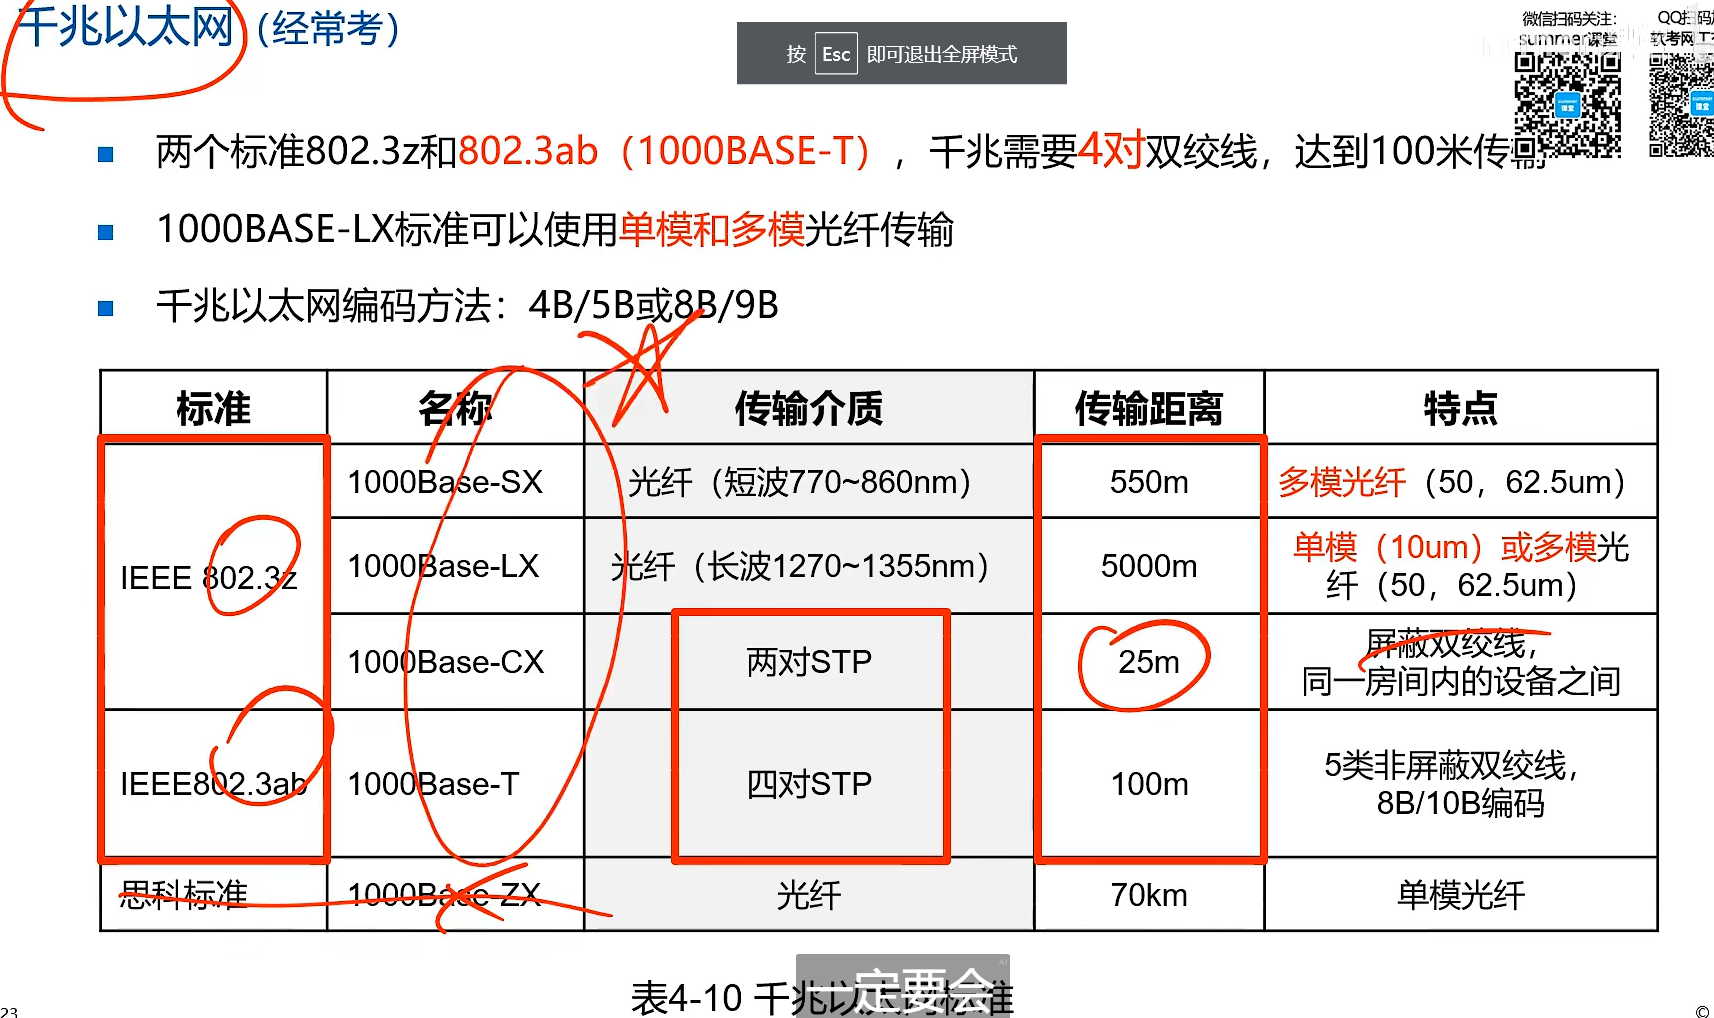 千兆以太网（经常考）
按 Esc 即可退出全屏模式
微信扫码关注：
summer课堂
QQ扫码
软考网工
两个标准802.3z和802.3ab（1000BASE-T），千兆需要4对双绞线，达到100米传输
1000BASE-LX标准可以使用单模和多模光纤传输
千兆以太网编码方法：4B/5B或8B/9B
标准 名称 传输介质 传输距离 特点
IEEE 802.3z
1000Base-SX 光纤（短波770~860nm） 550m 多模光纤（50，62.5um）
1000Base-LX 光纤（长波1270~1355nm） 5000m 单模（10um）或多模光
纤（50，62.5um）
1000Base-CX 两对STP 25m 屏蔽双绞线，
同一房间内的设备之间
IEEE802.3ab 1000Base-T 四对STP 100m 5类非屏蔽双绞线，
8B/10B编码
思科标准 1000Base-ZX 光纤 70km 单模光纤
表4-10 千兆以太网标准
一定要会
AI
23
©